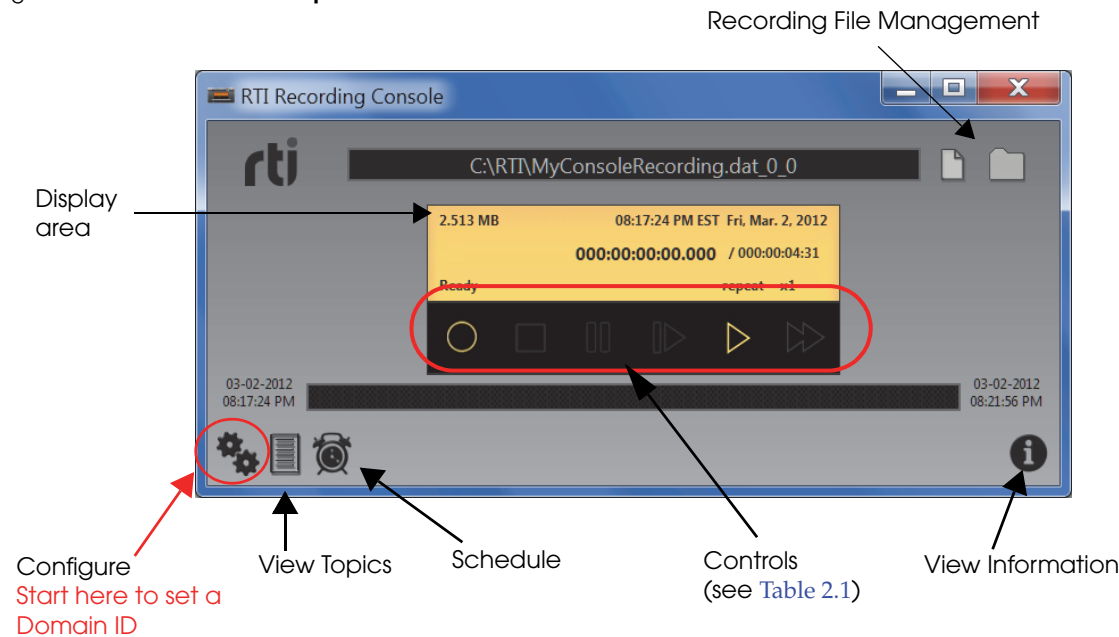 Recording File Management
RTI Recording Console
rti
C:\RTI\MyConsoleRecording.dat_0_0
Display
area
2.513 MB 08:17:24 PM EST Fri, Mar. 2, 2012
000:00:00:00.000 / 000:00:04:31
Ready repeat x1
03-02-2012
08:17:24 PM
03-02-2012
08:21:56 PM
Configure
Start here to set a
Domain ID
View Topics
Schedule
Controls
(see Table 2.1)
View Information